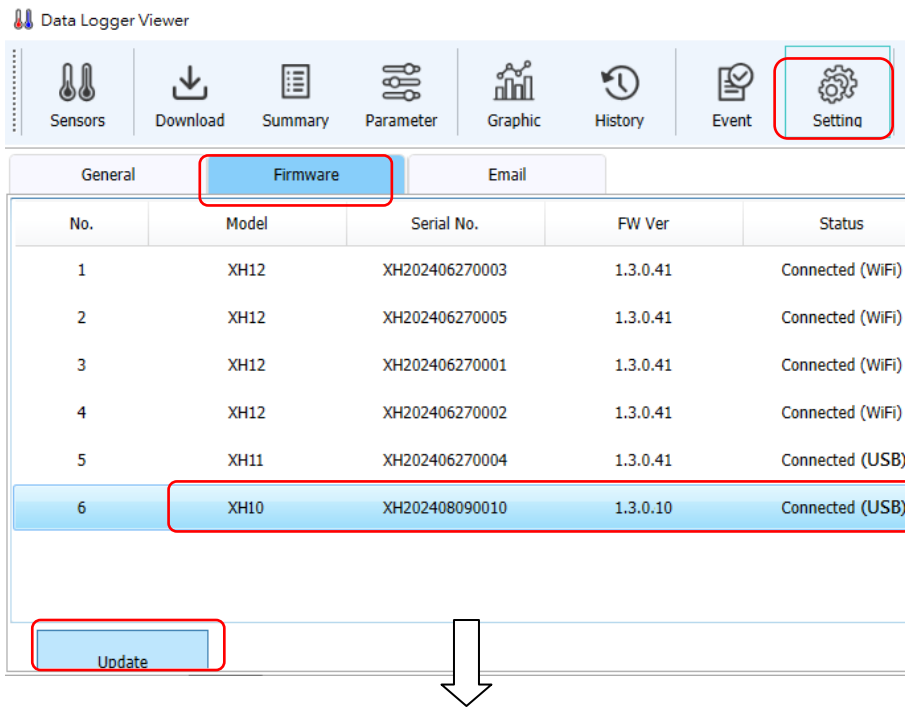 Data Logger Viewer
Sensors Download Summary Parameter Graphic History Event Setting
General Firmware Email
No. Model Serial No. FW Ver Status
1 XH12 XH202406270003 1.3.0.41 Connected (WiFi)
2 XH12 XH202406270005 1.3.0.41 Connected (WiFi)
3 XH12 XH202406270001 1.3.0.41 Connected (WiFi)
4 XH12 XH202406270002 1.3.0.41 Connected (WiFi)
5 XH11 XH202406270004 1.3.0.41 Connected (USB)
6 XH10 XH202408090010 1.3.0.10 Connected (USB)
Update